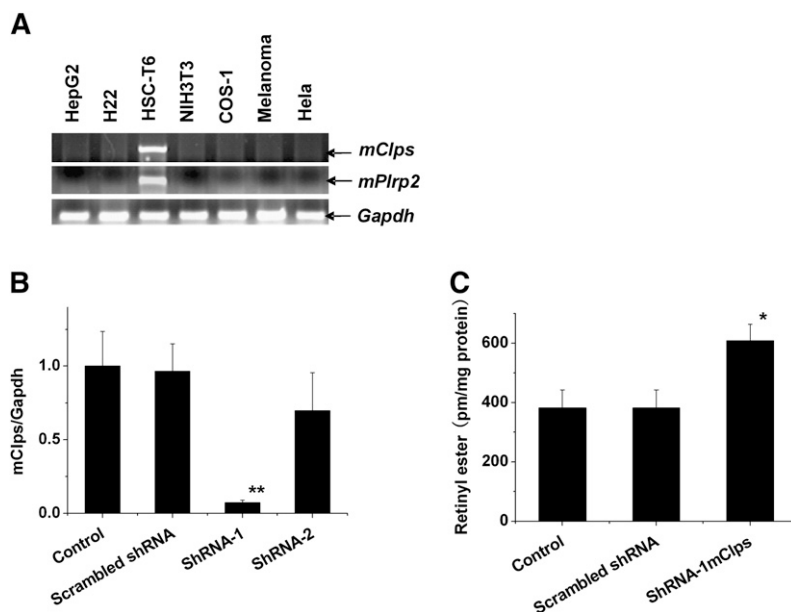 A
HepG2
H22
HSC-T6
NIH3T3
COS-1
Melanoma
Hela
mClps
mPlrp2
Gapdh
B
mClps/Gapdh
1.0
0.5
0.0
Control
Scrambled shRNA
ShRNA-1
ShRNA-2
**
C
Retinyl ester (pm/mg protein)
600
400
200
0
Control
Scrambled shRNA
ShRNA-1mClps
*